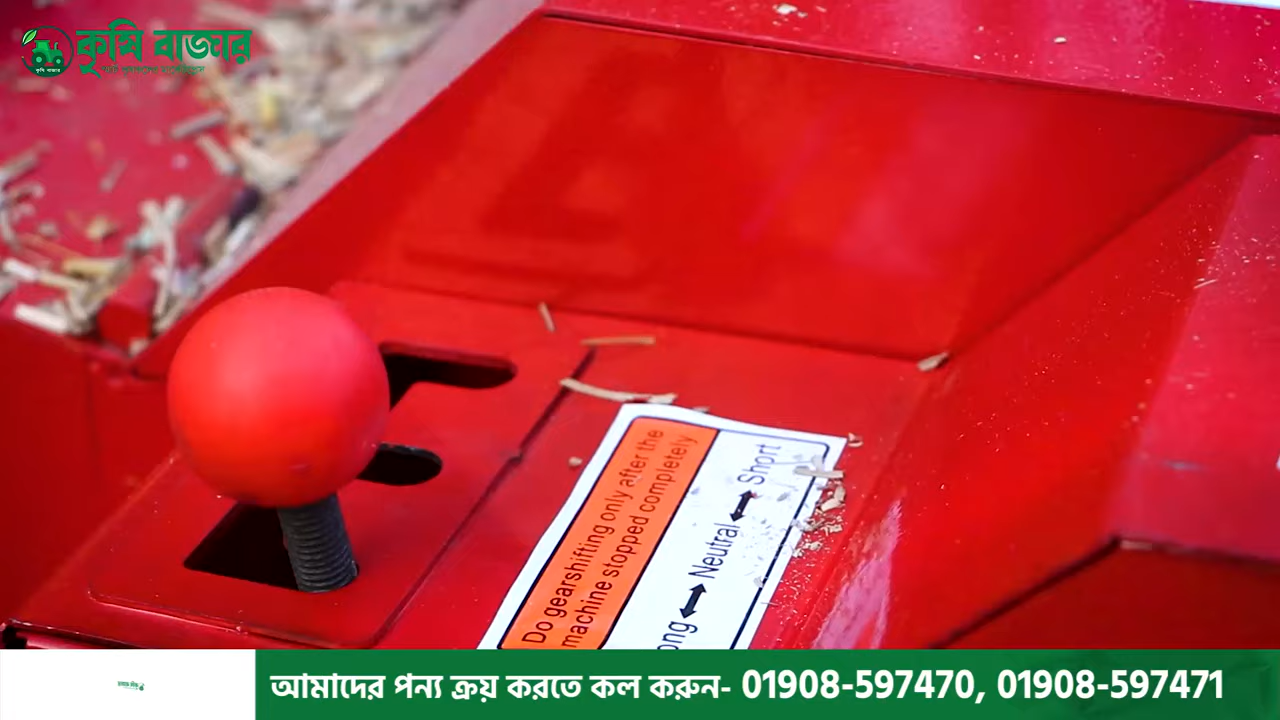 কৃষি বাজার
কৃষি বাজার
Do gearshifting only after the
machine stopped completely
Neutral Short
আমাদের পন্য ক্রয় করতে কল করুন- 01908-597470, 01908-597471